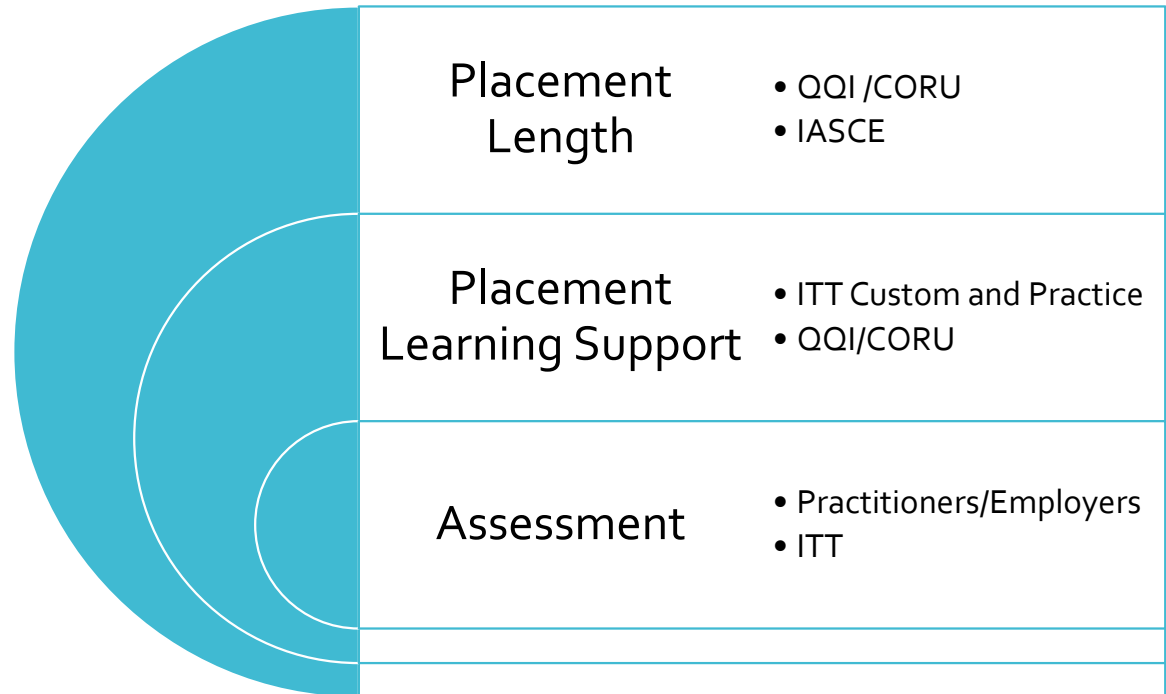 Placement
Length
• QQI /CORU
• IASCE
Placement
Learning Support
• ITT Custom and Practice
• QQI/CORU
Assessment
• Practitioners/Employers
• ITT